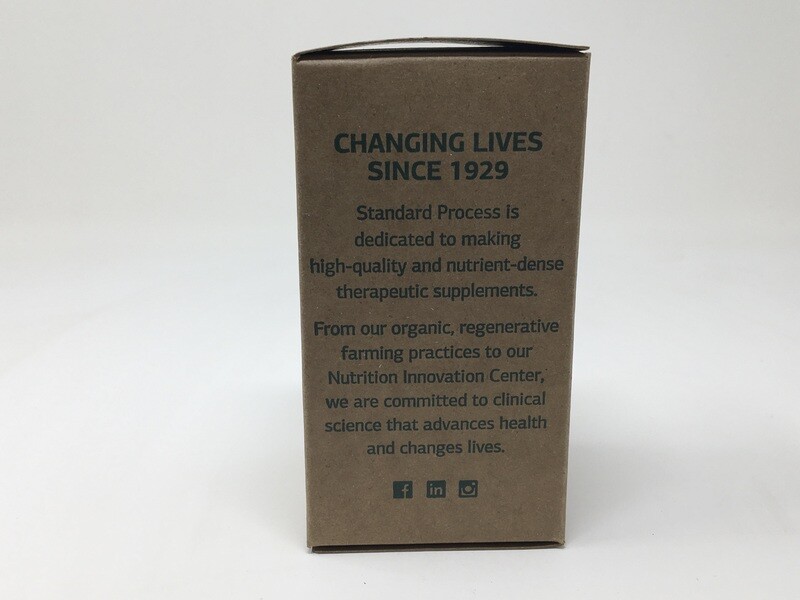 CHANGING LIVES
SINCE 1929
Standard Process is
dedicated to making
high-quality and nutrient-dense
therapeutic supplements.
From our organic, regenerative
farming practices to our
Nutrition Innovation Center,
we are committed to clinical
science that advances health
and changes lives.